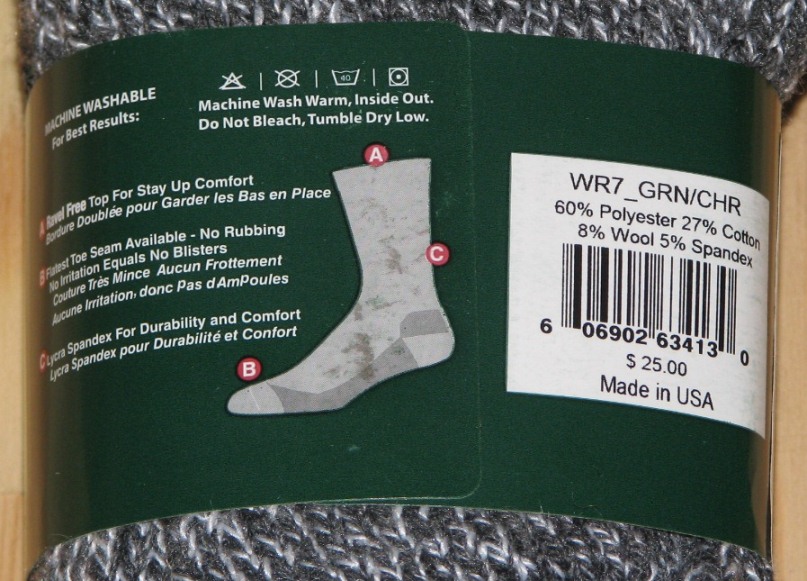 MACHINE WASHABLE
For Best Results:
40
Machine Wash Warm, Inside Out.
Do Not Bleach, Tumble Dry Low.
A Ravel Free Top For Stay Up Comfort
Bordure Doublée pour Garder les Bas en Place
B Flatest Toe Seam Available - No Rubbing
No Irritation Equals No Blisters
Couture Très Mince Aucun Frottement
Aucune Irritation, donc Pas d'AmPoules
C Lycra Spandex For Durability and Comfort
Lycra Spandex pour Durabilité et Confort
A
C
B
WR7_GRN/CHR
60% Polyester 27% Cotton
8% Wool 5% Spandex
6 06902 63413 0
$ 25.00
Made in USA